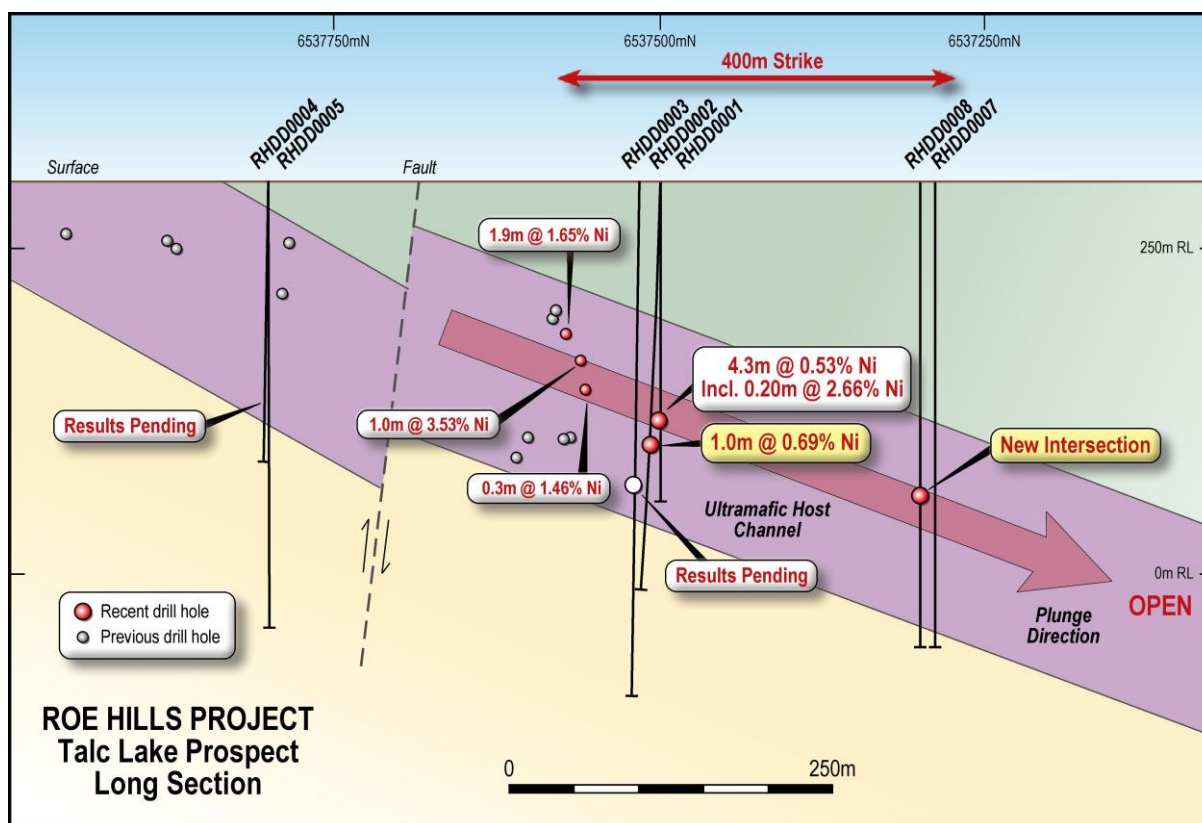 6537750mN
6537500mN
6537250mN
400m Strike
RHDD0004
RHDD0005
RHDD0003
RHDD0002
RHDD0001
RHDD0008
RHDD0007
Surface
Fault
1.9m @ 1.65% Ni
250m RL
4.3m @ 0.53% Ni
Incl. 0.20m @ 2.66% Ni
Results Pending
1.0m @ 3.53% Ni
1.0m @ 0.69% Ni
New Intersection
0.3m @ 1.46% Ni
Ultramafic Host
Channel
Results Pending
0m RL
OPEN
Plunge
Direction
Recent drill hole
Previous drill hole
ROE HILLS PROJECT
Talc Lake Prospect
Long Section
0
250m